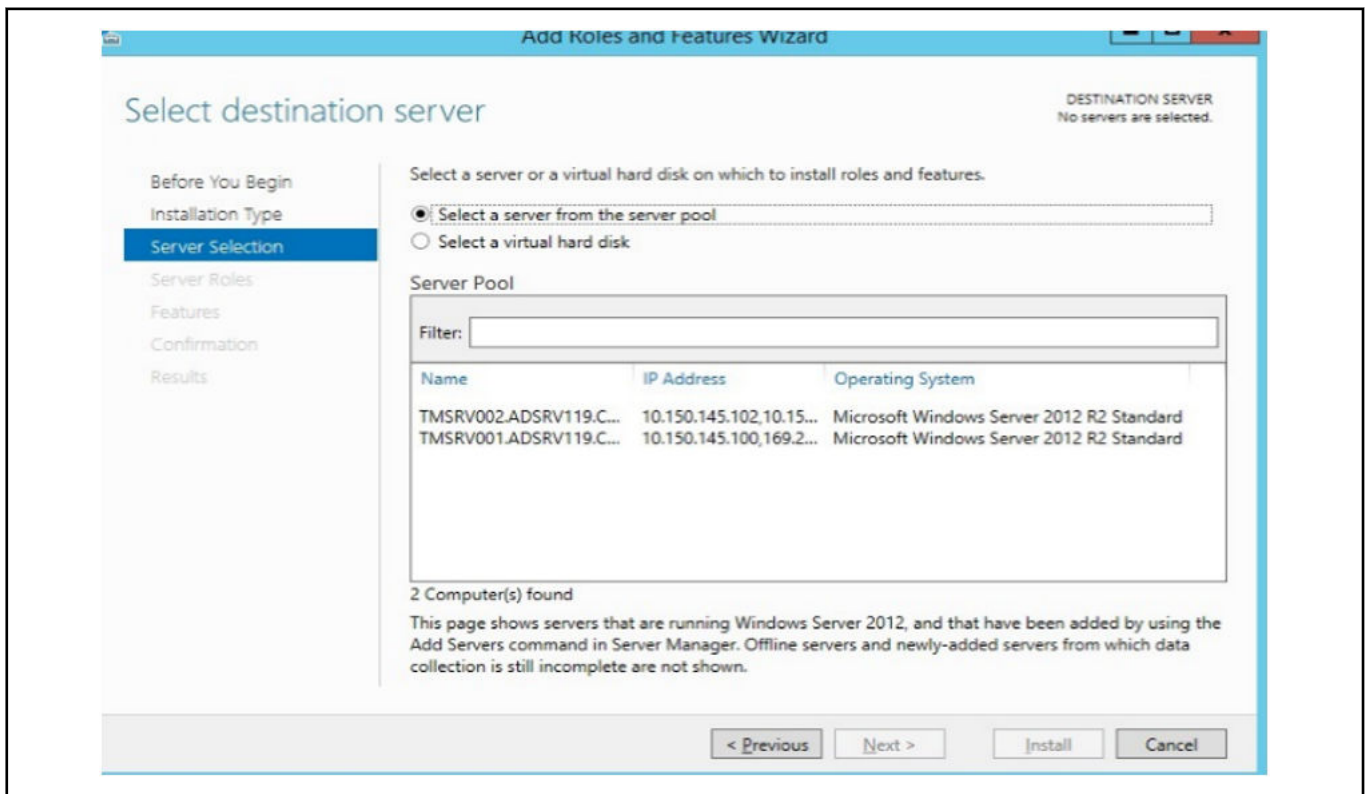 Add Roles and Features Wizard
Select destination server
DESTINATION SERVER
No servers are selected.
Before You Begin
Installation Type
Server Selection
Server Roles
Features
Confirmation
Results
Select a server or a virtual hard disk on which to install roles and features.
Select a server from the server pool
Select a virtual hard disk
Server Pool
Filter:
Name IP Address Operating System
TMSRV002.ADSRV119.C... 10.150.145.102,10.15... Microsoft Windows Server 2012 R2 Standard
TMSRV001.ADSRV119.C... 10.150.145.100,169.2... Microsoft Windows Server 2012 R2 Standard
2 Computer(s) found
This page shows servers that are running Windows Server 2012, and that have been added by using the
Add Servers command in Server Manager. Offline servers and newly-added servers from which data
collection is still incomplete are not shown.
< Previous Next > Install Cancel